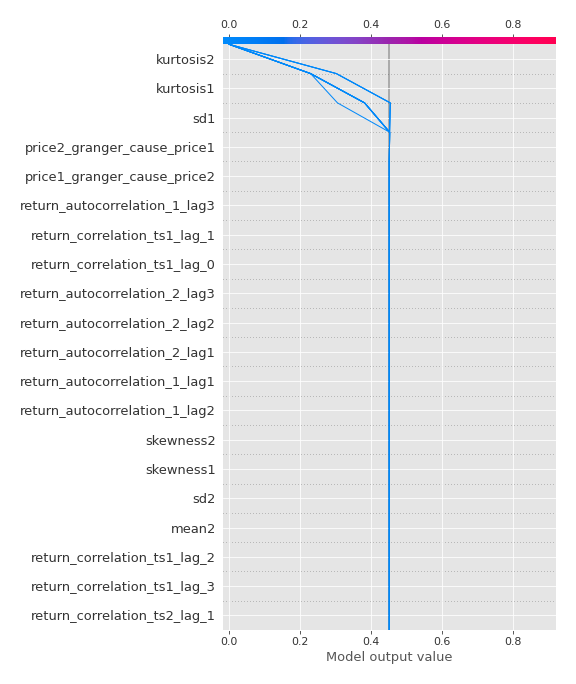 0.0 0.2 0.4 0.6 0.8
kurtosis2
kurtosis1
sd1
price2_granger_cause_price1
price1_granger_cause_price2
return_autocorrelation_1_lag3
return_correlation_ts1_lag_1
return_correlation_ts1_lag_0
return_autocorrelation_2_lag3
return_autocorrelation_2_lag2
return_autocorrelation_2_lag1
return_autocorrelation_1_lag1
return_autocorrelation_1_lag2
skewness2
skewness1
sd2
mean2
return_correlation_ts1_lag_2
return_correlation_ts1_lag_3
return_correlation_ts2_lag_1
0.0 0.2 0.4 0.6 0.8
Model output value